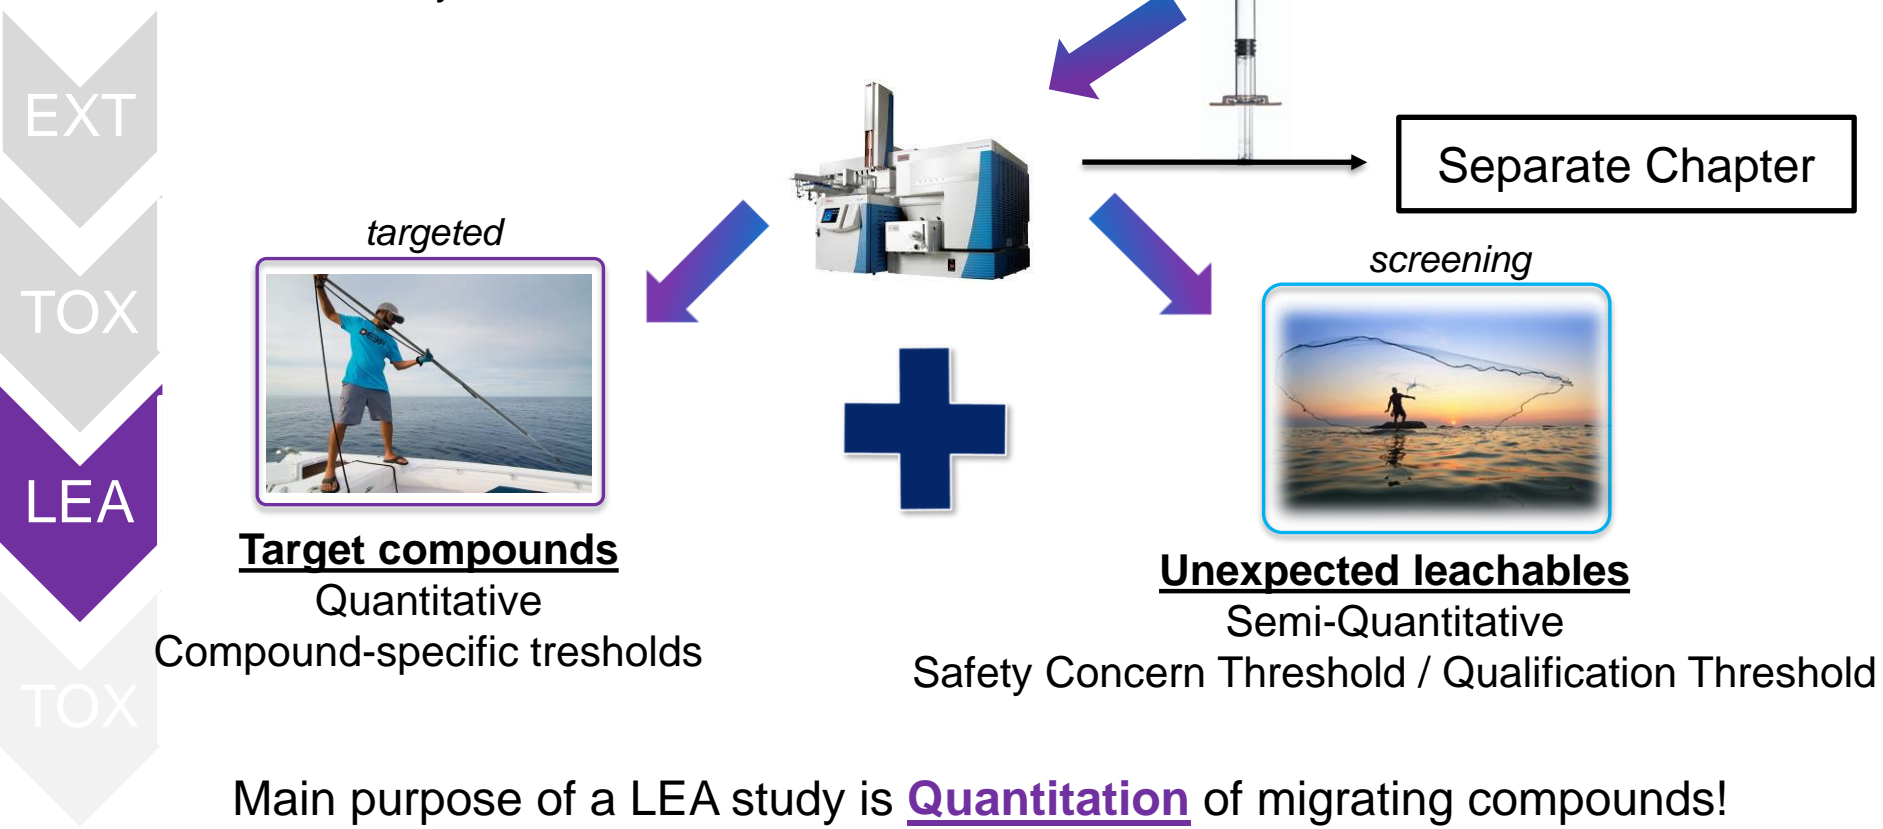 EXT
Separate Chapter
targeted
screening
TOX
LEA
Target compounds
Quantitative
Compound-specific tresholds
Unexpected leachables
Semi-Quantitative
Safety Concern Threshold / Qualification Threshold
TOX
Main purpose of a LEA study is Quantitation of migrating compounds!